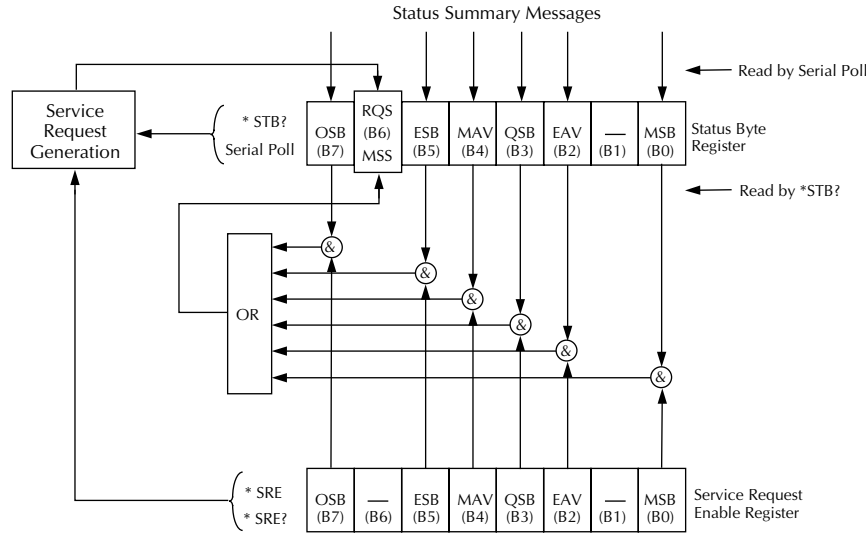 Status Summary Messages
Read by Serial Poll
Service
Request
Generation
* STB?
Serial Poll
OSB
(B7)
RQS
(B6)
MSS
ESB
(B5)
MAV
(B4)
QSB
(B3)
EAV
(B2)
—
(B1)
MSB
(B0)
Status Byte
Register
Read by *STB?
&
&
&
&
&
&
OR
* SRE
* SRE?
OSB
(B7)
—
(B6)
ESB
(B5)
MAV
(B4)
QSB
(B3)
EAV
(B2)
—
(B1)
MSB
(B0)
Service Request
Enable Register